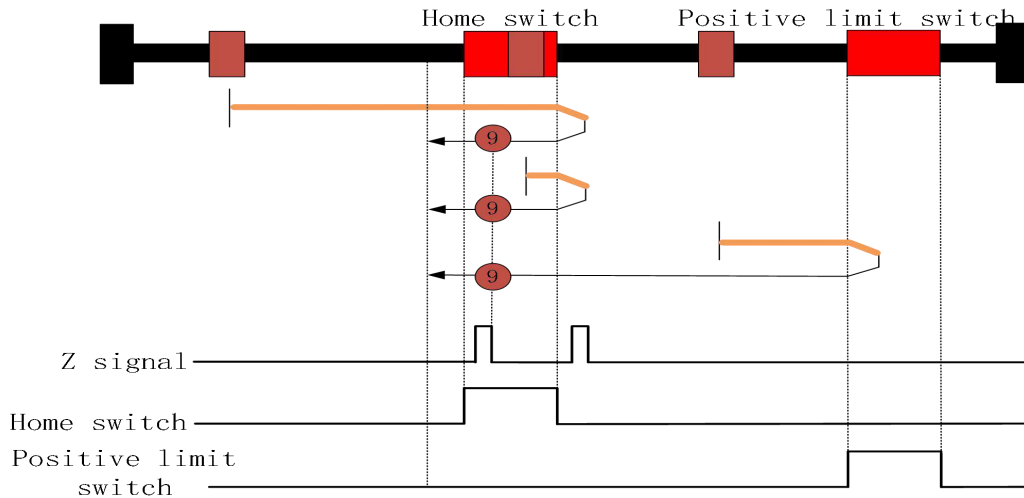 Home switch
Positive limit switch
9
9
9
Z signal
Home switch
Positive limit
switch